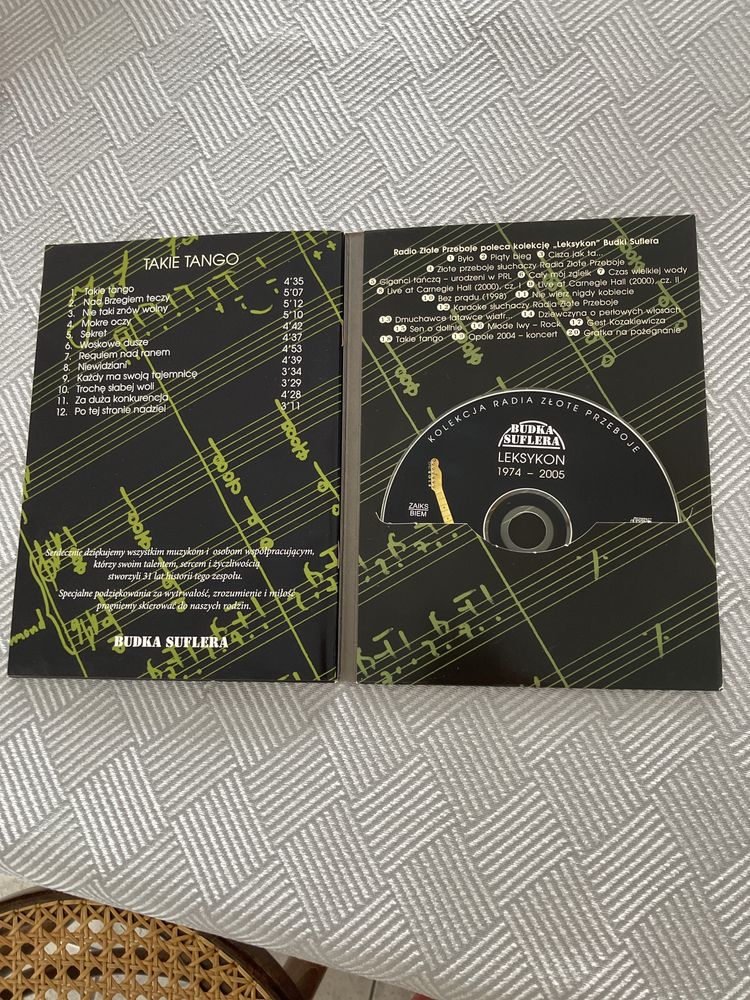 TAKIE TANGO
1. Takie tango 4'35
2. Nad Brzegiem tęczy 5'07
3. Nie taki znów wolny 5'12
4. Mokre oczy 5'10
5. Sekret 4'42
6. Woskowe dusze 4'37
7. Requiem nad ranem 4'53
8. Niewidzialni 4'39
9. Każdy ma swoją tajemnicę 3'34
10. Trochę słabej woli 3'29
11. Za duża konkurencja 4'28
12. Po tej stronie nadziei 3'11
Serdecznie dziękujemy wszystkim muzykom i osobom współpracującym,
którzy swoim talentem, sercem i życzliwością
stworzyli 31 lat historii tego zespołu.
Specjalne podziękowania za wytrwałość, zrozumienie i miłość
pragniemy skierować do naszych rodzin.
BUDKA SUFLERA
Radio Złote Przeboje poleca kolekcję „Leksykon" Budki Suflera
1 Było 2 Piąty bieg 3 Cisza jak ta...
4 Złote przeboje słuchaczy Radia Złote Przeboje
5 Giganci tańczą - urodzeni w PRL 6 Cały mój zgiełk 7 Czas wielkiej wody
8 Live at Carnegie Hall (2000), cz. I 9 Live at Carnegie Hall (2000), cz. II
10 Bez prądu (1998) 11 Nie wierz nigdy kobiecie
12 Karaoke słuchaczy Radia Złote Przeboje
13 Dmuchawce latawce wiatr... 14 Dziewczyna o perłowych włosach
15 Sen o dolinie 16 Młode lwy - Rock 17 Gest Kozakiewicza
18 Takie tango 19 Opole 2004 - koncert 20 Gratka na pożegnanie
KOLEKCJA RADIA ZŁOTE PRZEBOJE
BUDKA
SUFLERA
LEKSYKON
1974 - 2005
ZAIKS
BIEM